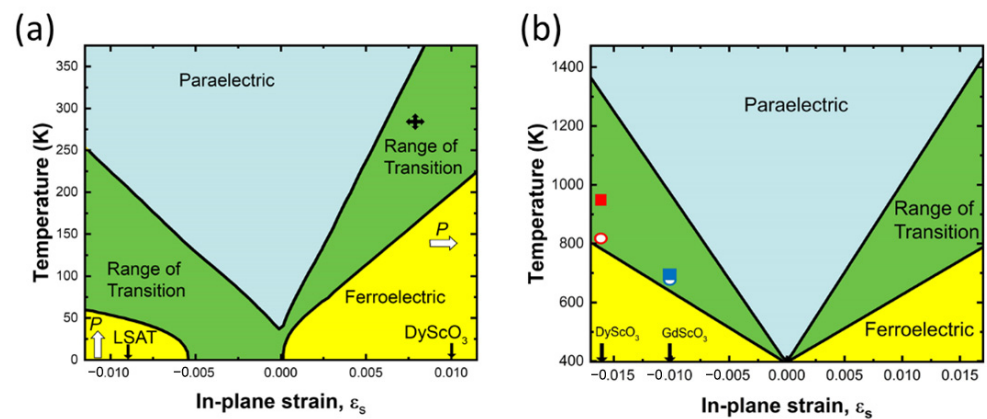 (a)
350
300
250
200
150
100
50
0
Temperature (K)
Paraelectric
Range of
Transition
P
Range of
Transition
Ferroelectric
P
LSAT
DyScO₃
−0.010
−0.005
0.000
0.005
0.010
In-plane strain, εs
(b)
1400
1200
1000
800
600
400
Temperature (K)
Paraelectric
Range of
Transition
Ferroelectric
DyScO₃
GdScO₃
−0.015
−0.010
−0.005
0.000
0.005
0.010
0.015
In-plane strain, εs